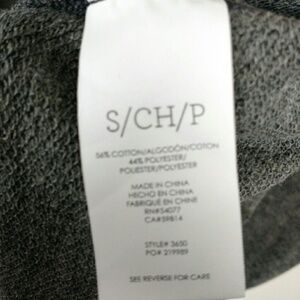 S/CH/P
56% COTTON/ALGODÓN/COTON
44% POLYESTER/
POLIESTER/POLYESTER
MADE IN CHINA
HECHO EN CHINA
FABRIQUÉ EN CHINE
RN#54077
CA#59814
STYLE# 3650
PO# 219989
SEE REVERSE FOR CARE